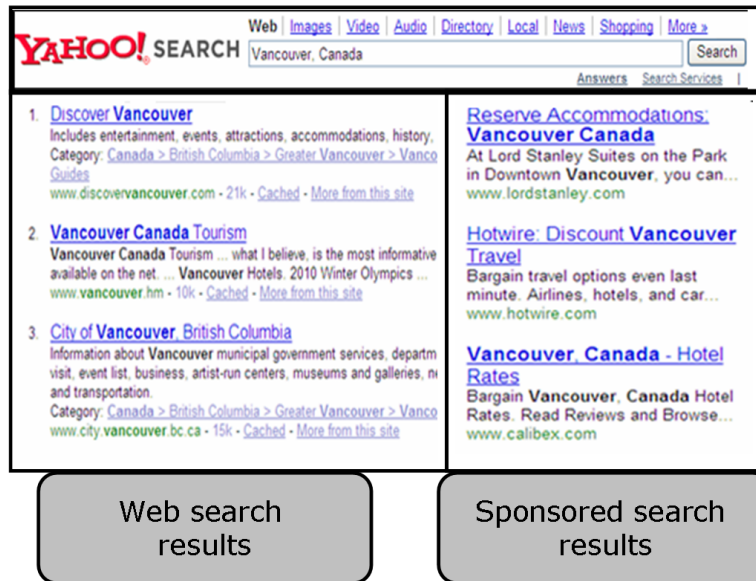 Web | Images | Video | Audio | Directory | Local | News | Shopping | More »
YAHOO! SEARCH
Vancouver, Canada
Search
Answers Search Services |
1. Discover Vancouver
Includes entertainment, events, attractions, accommodations, history,
Category: Canada > British Columbia > Greater Vancouver > Vanco
Guides
www.discovervancouver.com - 21k - Cached - More from this site
2. Vancouver Canada Tourism
Vancouver Canada Tourism ... what I believe, is the most informative
available on the net. ... Vancouver Hotels. 2010 Winter Olympics ...
www.vancouver.hm - 10k - Cached - More from this site
3. City of Vancouver, British Columbia
Information about Vancouver municipal government services, departm
visit, event list, business, artist-run centers, museums and galleries, ne
and transportation.
Category: Canada > British Columbia > Greater Vancouver > Vanco
www.city.vancouver.bc.ca - 15k - Cached - More from this site
Reserve Accommodations:
Vancouver Canada
At Lord Stanley Suites on the Park
in Downtown Vancouver, you can...
www.lordstanley.com
Hotwire: Discount Vancouver
Travel
Bargain travel options even last
minute. Airlines, hotels, and car...
www.hotwire.com
Vancouver, Canada - Hotel
Rates
Bargain Vancouver, Canada Hotel
Rates. Read Reviews and Browse...
www.calibex.com
Web search
results
Sponsored search
results